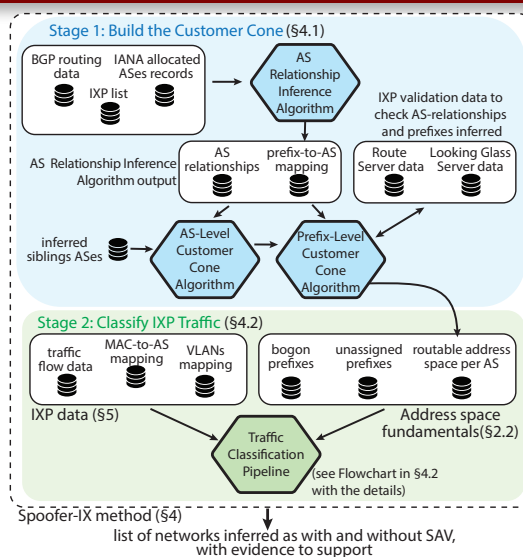 Stage 1: Build the Customer Cone (§4.1)
BGP routing
data
IANA allocated
ASes records
IXP list
AS
Relationship
Inference
Algorithm
IXP validation data to
check AS-relationships
and prefixes inferred
AS Relationship Inference
Algorithm output
AS
relationships
prefix-to-AS
mapping
Route
Server data
Looking Glass
Server data
inferred
siblings ASes
AS-Level
Customer
Cone
Algorithm
Prefix-Level
Customer
Cone
Algorithm
Stage 2: Classify IXP Traffic (§4.2)
traffic
flow data
MAC-to-AS
mapping
VLANs
mapping
bogon
prefixes
unassigned
prefixes
routable address
space per AS
IXP data (§5)
Address space
fundamentals(§2.2)
Traffic
Classification
Pipeline
(see Flowchart in §4.2
with the details)
Spoofer-IX method (§4)
list of networks inferred as with and without SAV,
with evidence to support